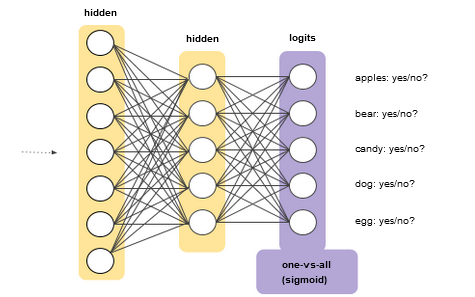 hidden
hidden
logits
apples: yes/no?
bear: yes/no?
candy: yes/no?
dog: yes/no?
egg: yes/no?
one-vs-all
(sigmoid)